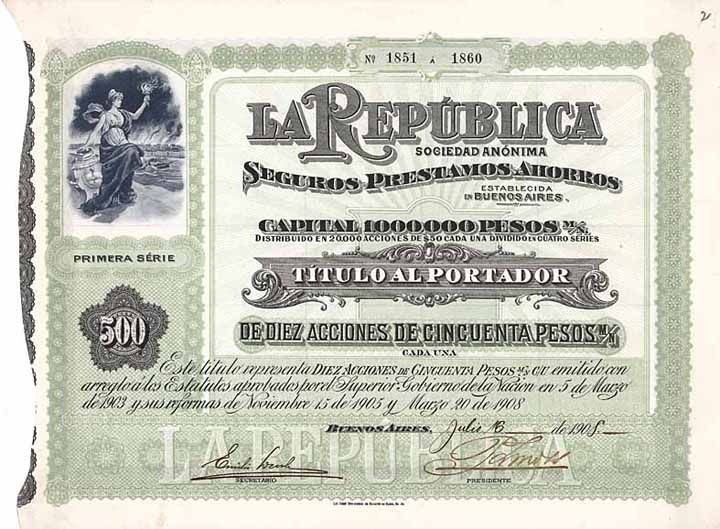 2
Nº 1851 A 1860
LA REPÚBLICA
SOCIEDAD ANÓNIMA
SEGUROS PRESTAMOS AHORROS
ESTABLECIDA
EN BUENOS AIRES.
CAPITAL 1000000 PESOS M/N.
DISTRIBUIDO EN 20.000 ACCIONES DE $50 CADA UNA DIVIDIDO EN CUATRO SÉRIES
PRIMERA SÉRIE
TÍTULO AL PORTADOR
500
DE DIEZ ACCIONES DE CINCUENTA PESOS M/N
CADA UNA
Este título representa DIEZ ACCIONES DE CINCUENTA PESOS M/N C/U emitido con
arreglo á los Estatutos aprobados por el Superior Gobierno de la Nación en 5 de Marzo
de 1903 y sus reformas de Noviembre 15 de 1905 y Marzo 20 de 1908
BUENOS AIRES, Julio de 1908
LA REPUBLICA
SECRETARIO
PRESIDENTE